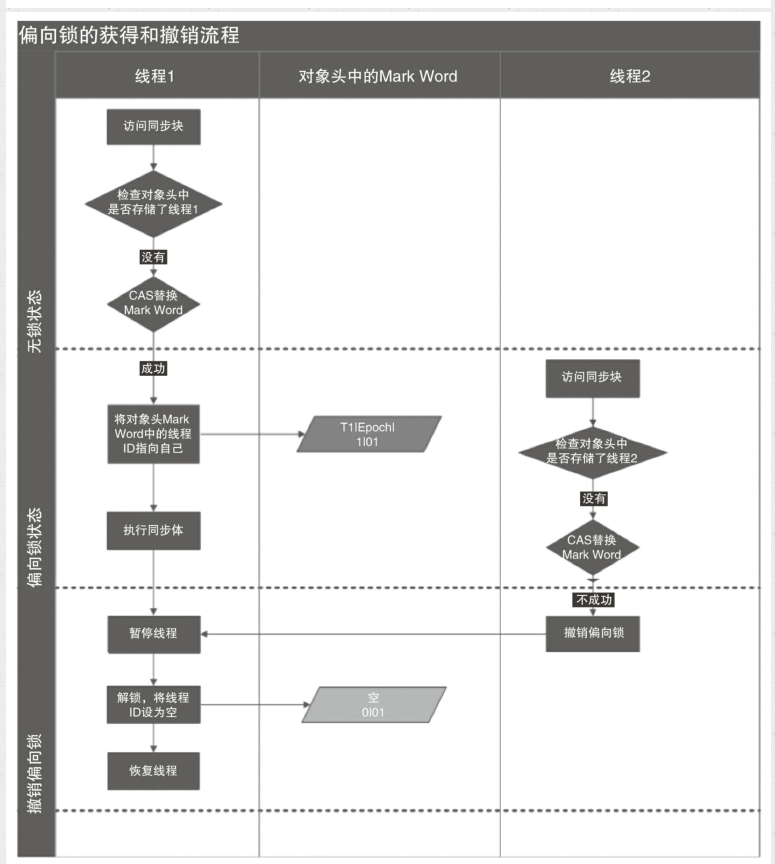 偏向锁的获得和撤销流程
线程1
对象头中的Mark Word
线程2
无锁状态
访问同步块
检查对象头中
是否存储了线程1
没有
CAS替换
Mark Word
偏向锁状态
成功
将对象头Mark
Word中的线程
ID指向自己
T1|Epoch|
1|01
执行同步体
访问同步块
检查对象头中
是否存储了线程2
没有
CAS替换
Mark Word
不成功
撤销偏向锁
撤销偏向锁
暂停线程
解锁，将线程
ID设为空
空
0|01
恢复线程